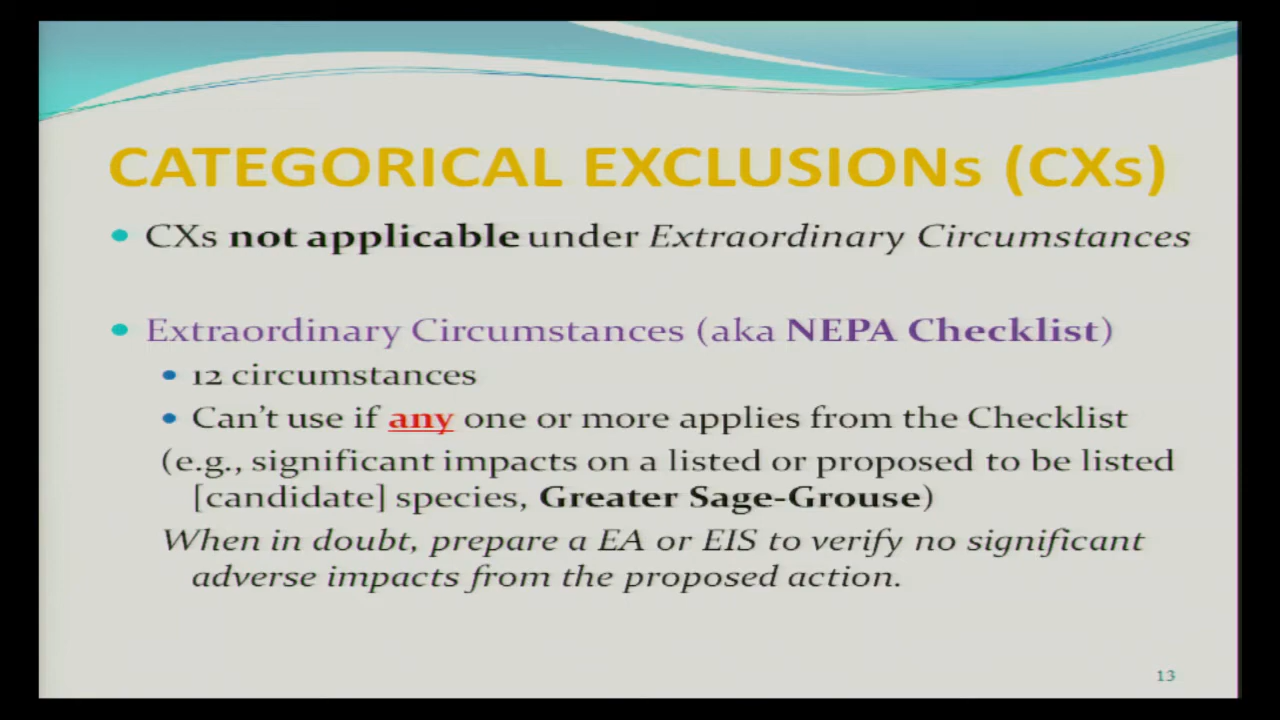 CATEGORICAL EXCLUSIONs (CXs)
• CXs not applicable under Extraordinary Circumstances
• Extraordinary Circumstances (aka NEPA Checklist)
• 12 circumstances
• Can't use if any one or more applies from the Checklist
(e.g., significant impacts on a listed or proposed to be listed
[candidate] species, Greater Sage-Grouse)
When in doubt, prepare a EA or EIS to verify no significant
adverse impacts from the proposed action.
13